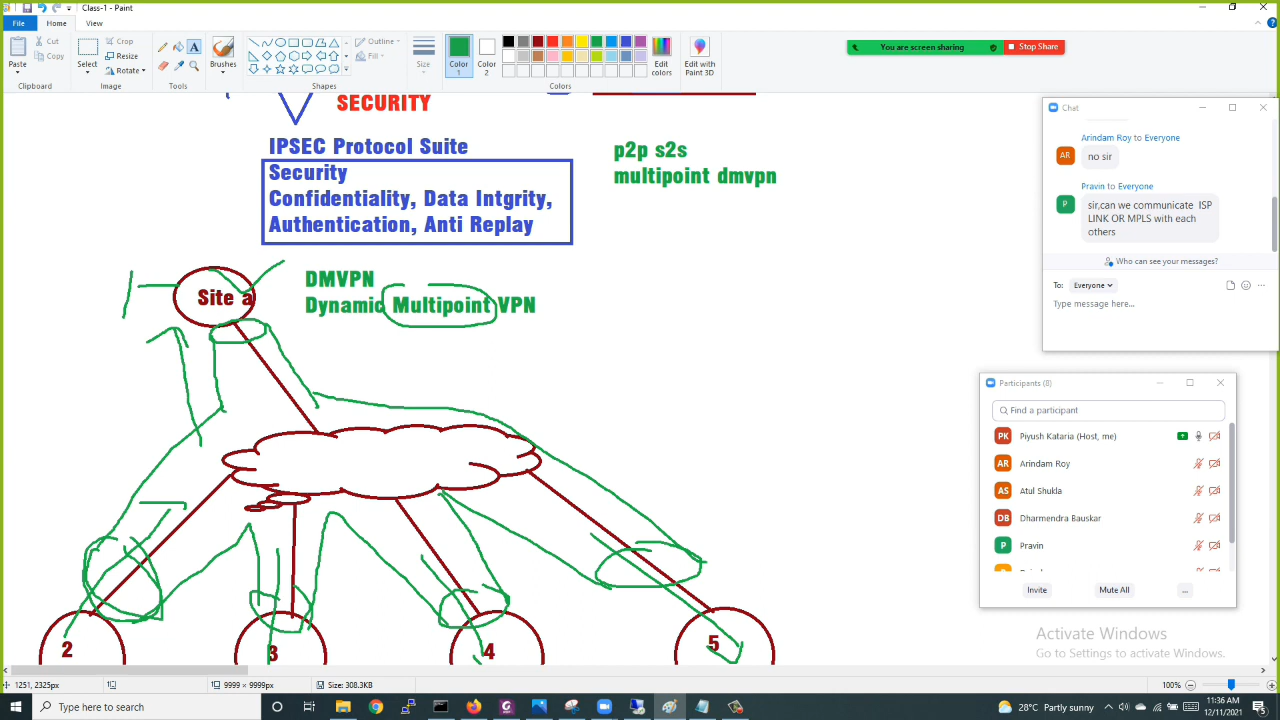 Class-1 - Paint
File
Home
View
Paste
Cut
Copy
Clipboard
Select
Crop
Resize
Rotate
Image
A
Tools
Brushes
Shapes
Outline
Fill
Size
Color
1
Color
2
Colors
Edit
colors
Edit with
Paint 3D
You are screen sharing
Stop Share
SECURITY
IPSEC Protocol Suite
Security
Confidentiality, Data Intgrity,
Authentication, Anti Replay
p2p s2s
multipoint dmvpn
Site a
DMVPN
Dynamic Multipoint VPN
2
3
4
5
Chat
Arindam Roy to Everyone
AR
no sir
Pravin to Everyone
P
sir,can we communicate ISP
LINK OR MPLS with each
others
Who can see your messages?
To: Everyone
Type message here...
Participants (8)
Find a participant
PK Piyush Kataria (Host, me)
AR Arindam Roy
AS Atul Shukla
DB Dharmendra Bauskar
P Pravin
Invite
Mute All
...
Activate Windows
Go to Settings to activate Windows.
1251, 2325px
9999 × 9999px
Size: 308.3KB
100%
Type here to search
28°C Partly sunny
11:36 AM
12/11/2021